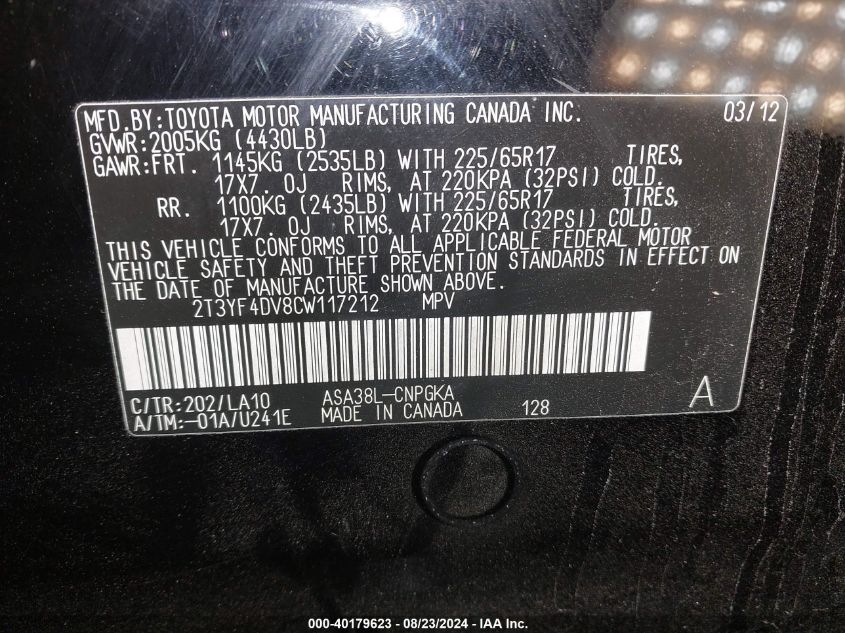 MFD. BY: TOYOTA MOTOR MANUFACTURING CANADA INC. 03/12
GVWR: 2005KG (4430LB)
GAWR: FRT. 1145KG (2535LB) WITH 225/65R17 TIRES,
17X7. 0J RIMS, AT 220KPA (32PSI) COLD.
RR. 1100KG (2435LB) WITH 225/65R17 TIRES,
17X7. 0J RIMS, AT 220KPA (32PSI) COLD.
THIS VEHICLE CONFORMS TO ALL APPLICABLE FEDERAL MOTOR
VEHICLE SAFETY AND THEFT PREVENTION STANDARDS IN EFFECT ON
THE DATE OF MANUFACTURE SHOWN ABOVE.
2T3YF4DV8CW117212 MPV
C/TR: 202/LA10 ASA38L-CNPGKA A
A/TM: -01A/U241E MADE IN CANADA 128
000-40179623 - 08/23/2024 - IAA Inc.